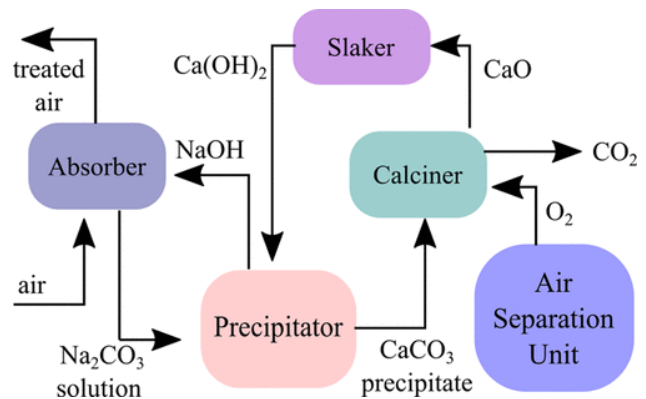 Slaker
treated
air
Ca(OH)₂
CaO
Absorber
NaOH
Calciner
CO₂
O₂
air
Precipitator
Air
Separation
Unit
Na₂CO₃
solution
CaCO₃
precipitate